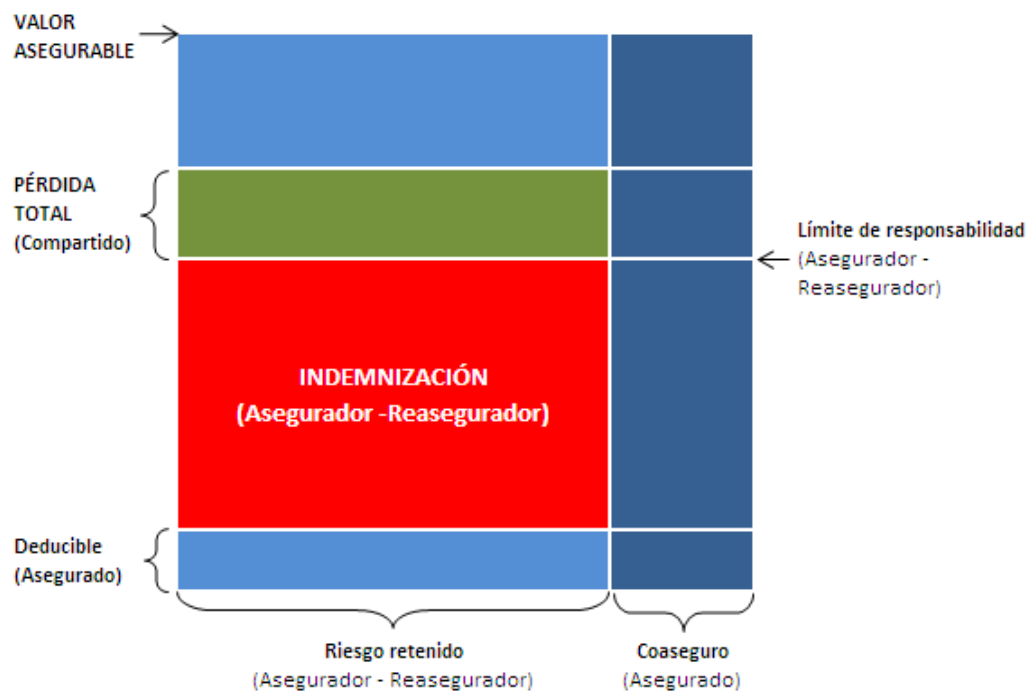 VALOR
ASEGURABLE
PÉRDIDA
TOTAL
(Compartido)
Límite de responsabilidad
(Asegurador -
Reasegurador)
INDEMNIZACIÓN
(Asegurador -Reasegurador)
Deducible
(Asegurado)
Riesgo retenido
(Asegurador - Reasegurador)
Coaseguro
(Asegurado)